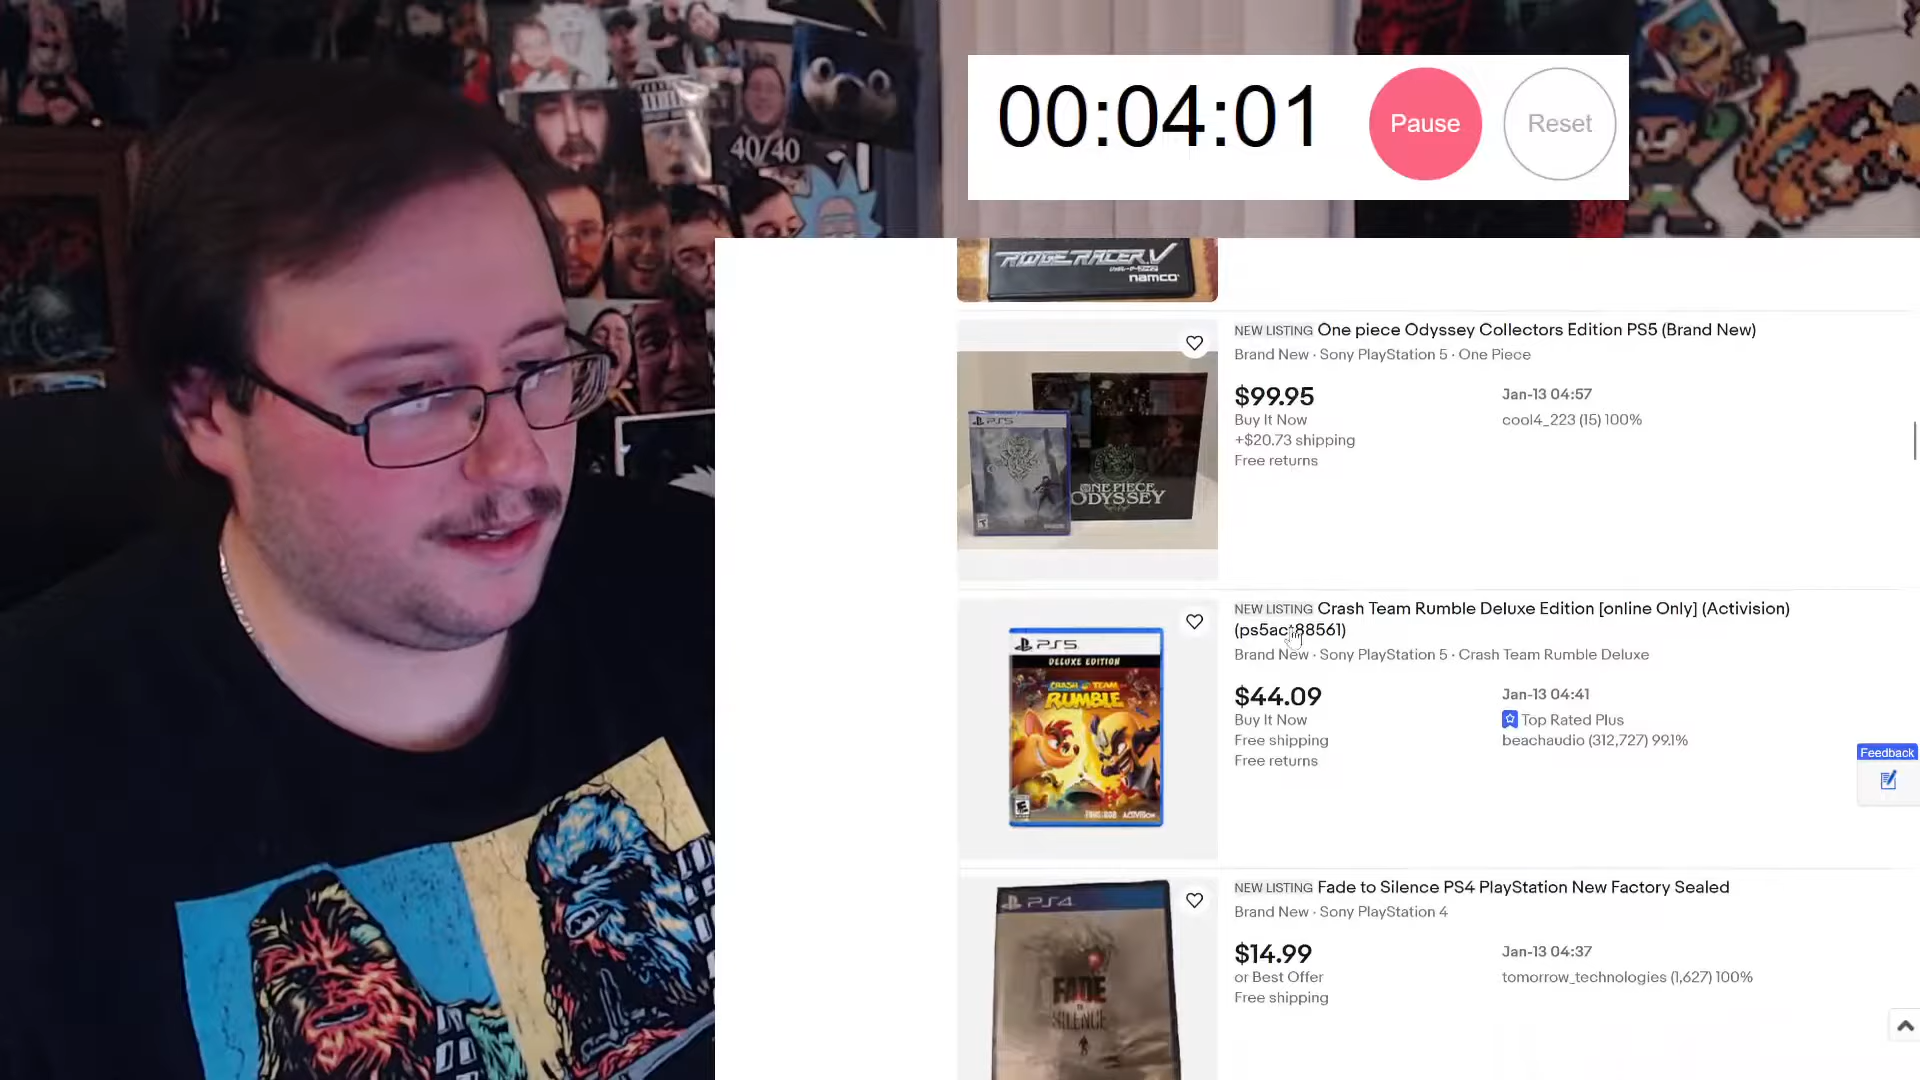 00:04:01
Pause
Reset
40/40
RIDGE RACER V
namco
NEW LISTING One piece Odyssey Collectors Edition PS5 (Brand New)
Brand New · Sony PlayStation 5 · One Piece
$99.95
Buy It Now
+$20.73 shipping
Free returns
Jan-13 04:57
cool4_223 (15) 100%
PS5
ONE PIECE
ODYSSEY
NEW LISTING Crash Team Rumble Deluxe Edition [online Only] (Activision)
(ps5act88561)
Brand New · Sony PlayStation 5 · Crash Team Rumble Deluxe
$44.09
Buy It Now
Free shipping
Free returns
Jan-13 04:41
Top Rated Plus
beachaudio (312,727) 99.1%
PS5
DELUXE EDITION
CRASH TEAM
RUMBLE
ACTIVISION
Feedback
NEW LISTING Fade to Silence PS4 PlayStation New Factory Sealed
Brand New · Sony PlayStation 4
$14.99
or Best Offer
Free shipping
Jan-13 04:37
tomorrow_technologies (1,627) 100%
PS4
FADE
TO
SILENCE